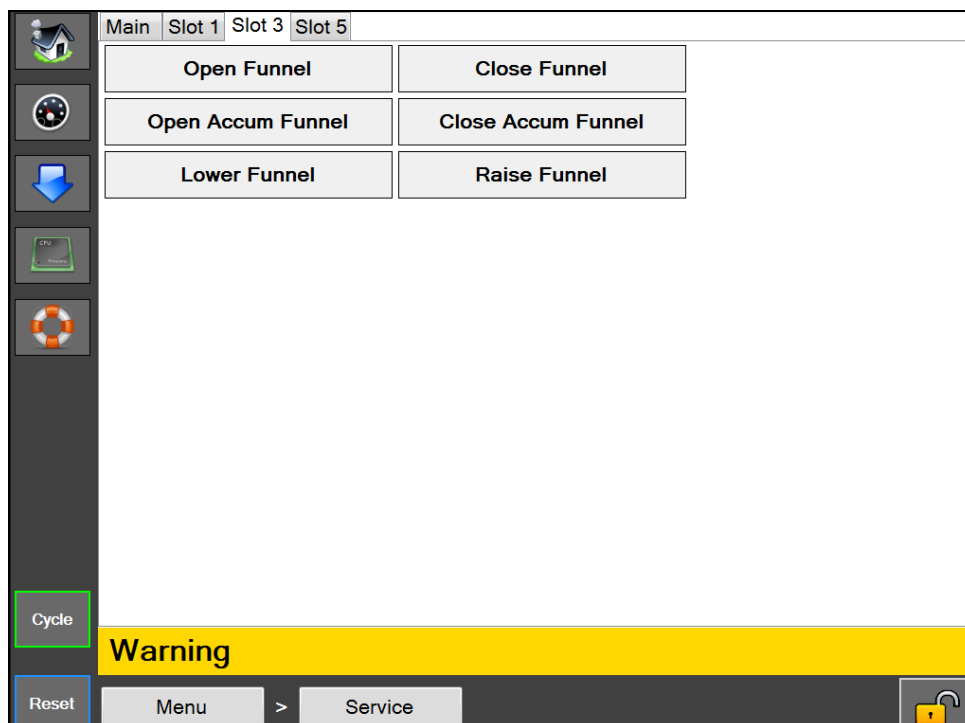 Main Slot 1 Slot 3 Slot 5
Open Funnel Close Funnel
Open Accum Funnel Close Accum Funnel
Lower Funnel Raise Funnel
CPU
Cycle
Warning
Reset Menu > Service